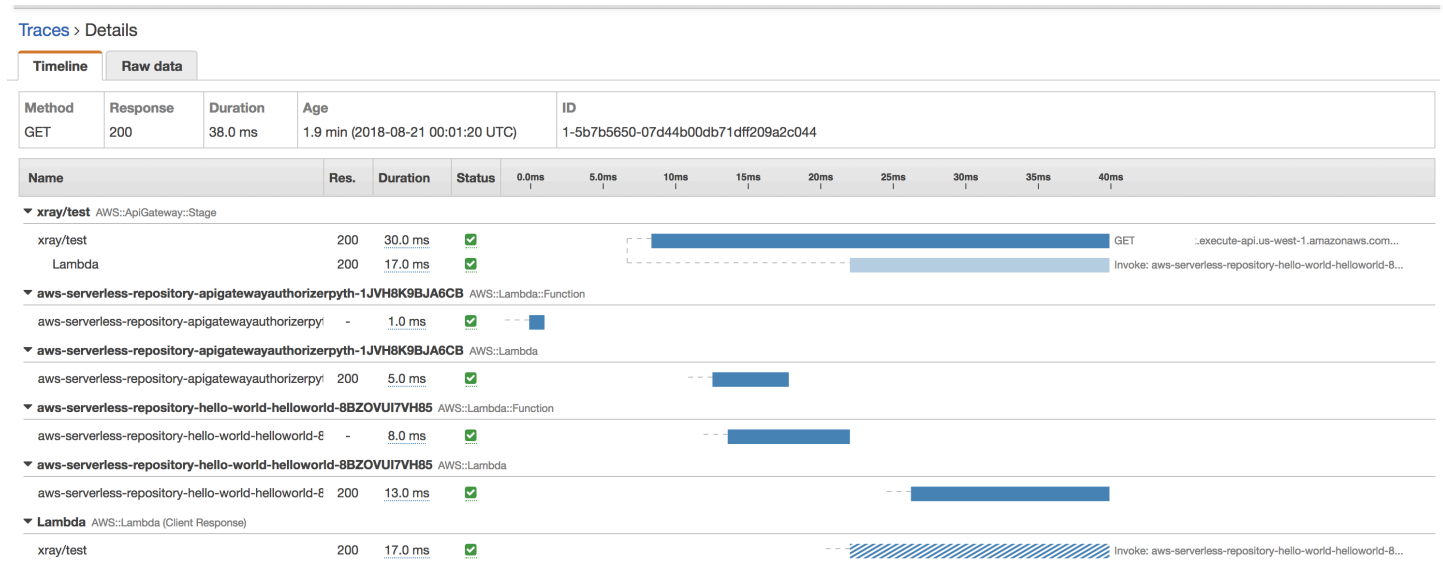 Traces > Details
Timeline Raw data
Method Response Duration Age ID
GET 200 38.0 ms 1.9 min (2018-08-21 00:01:20 UTC) 1-5b7b5650-07d44b00db71dff209a2c044
Name Res. Duration Status 0.0ms 5.0ms 10ms 15ms 20ms 25ms 30ms 35ms 40ms
xray/test AWS::ApiGateway::Stage
xray/test 200 30.0 ms GET .execute-api.us-west-1.amazonaws.com...
Lambda 200 17.0 ms Invoke: aws-serverless-repository-hello-world-helloworld-8...
aws-serverless-repository-apigatewayauthorizerpyth-1JVH8K9BJA6CB AWS::Lambda::Function
aws-serverless-repository-apigatewayauthorizerpyt - 1.0 ms
aws-serverless-repository-apigatewayauthorizerpyth-1JVH8K9BJA6CB AWS::Lambda
aws-serverless-repository-apigatewayauthorizerpyt 200 5.0 ms
aws-serverless-repository-hello-world-helloworld-8BZOVUI7VH85 AWS::Lambda::Function
aws-serverless-repository-hello-world-helloworld-8 - 8.0 ms
aws-serverless-repository-hello-world-helloworld-8BZOVUI7VH85 AWS::Lambda
aws-serverless-repository-hello-world-helloworld-8 200 13.0 ms
Lambda AWS::Lambda (Client Response)
xray/test 200 17.0 ms Invoke: aws-serverless-repository-hello-world-helloworld-8...